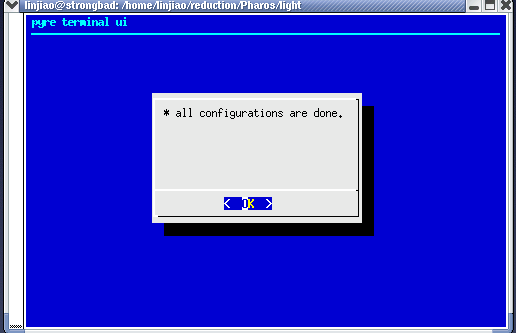 linjiao@strongbad: /home/linjiao/reduction/Pharos/light
pyre terminal ui
* all configurations are done.
< OK >